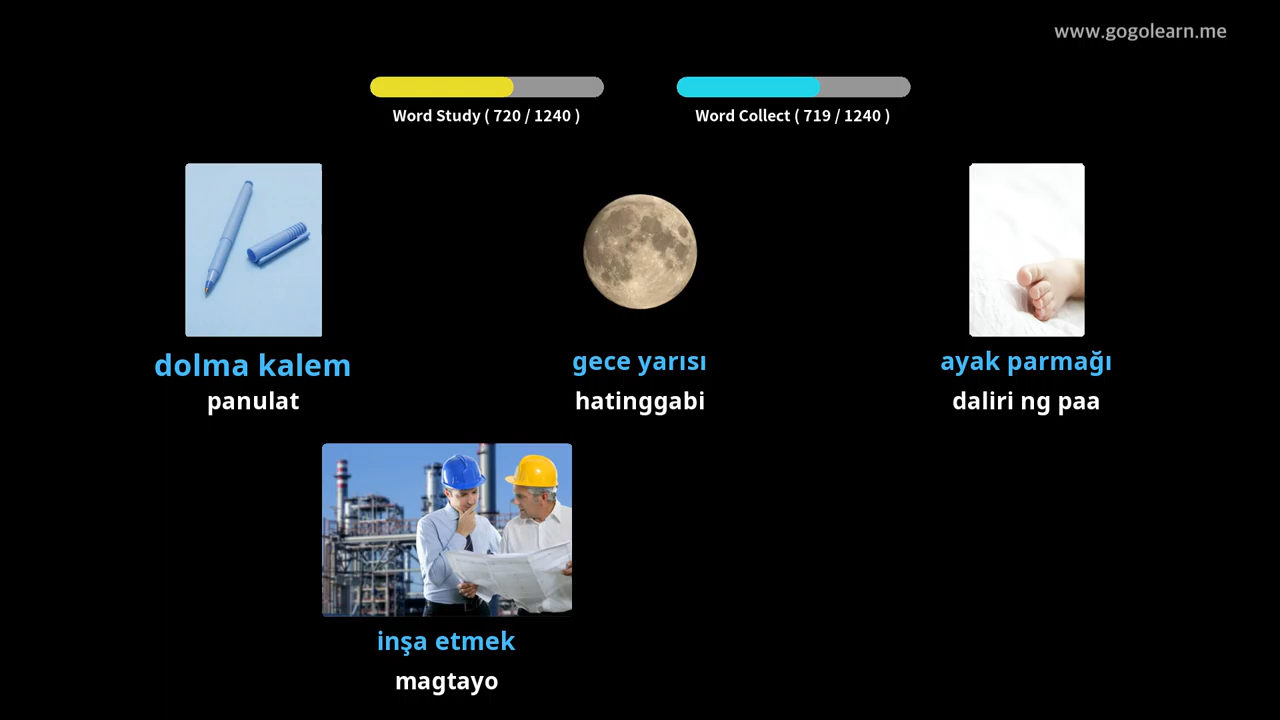 www.gogolearn.me
Word Study ( 720 / 1240 )
Word Collect ( 719 / 1240 )
dolma kalem
panulat
gece yarısı
hatinggabi
ayak parmağı
daliri ng paa
inşa etmek
magtayo